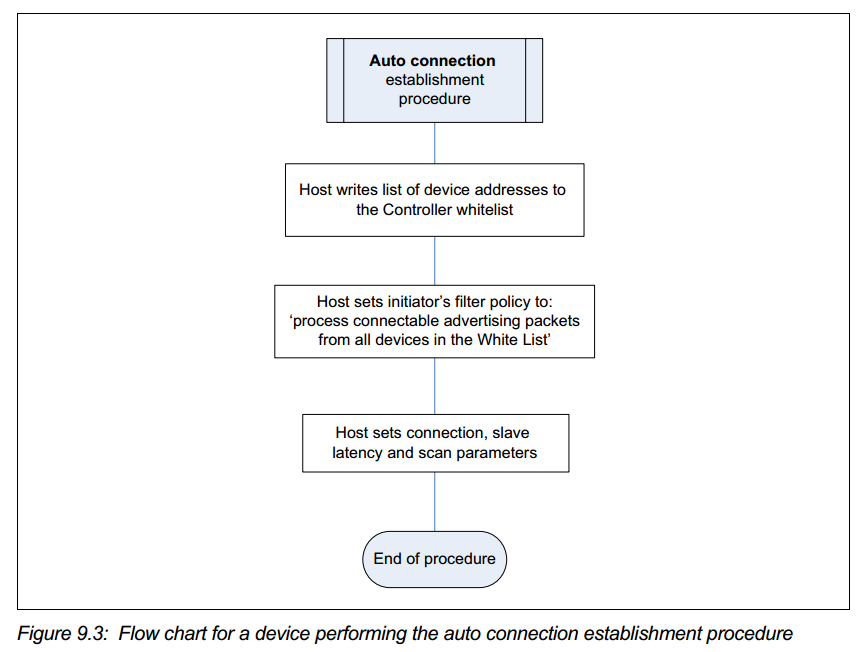 Auto connection
establishment
procedure
Host writes list of device addresses to
the Controller whitelist
Host sets initiator's filter policy to:
‘process connectable advertising packets
from all devices in the White List’
Host sets connection, slave
latency and scan parameters
End of procedure
Figure 9.3: Flow chart for a device performing the auto connection establishment procedure